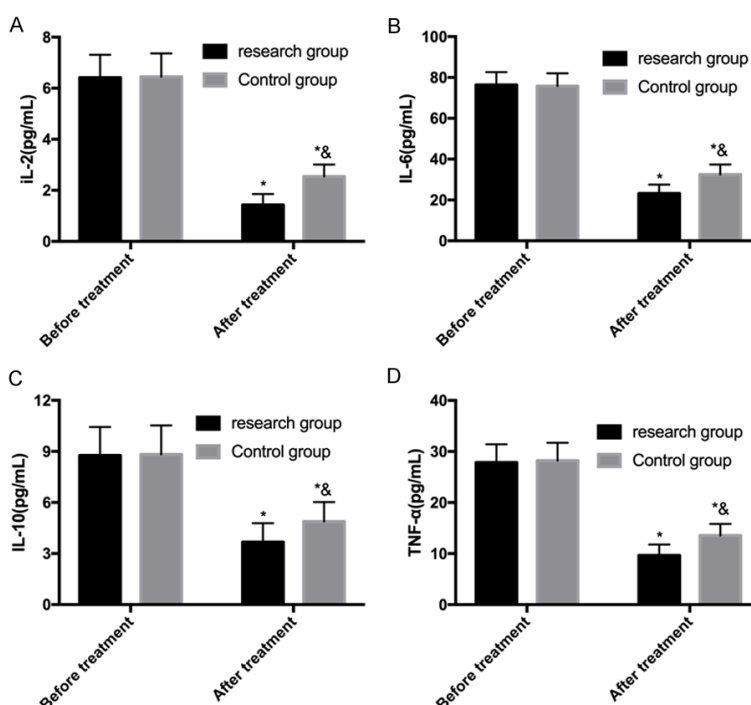 A
8
6
4
2
0
iL-2(pg/mL)
research group
Control group
*
*&
Before treatment
After treatment
B
100
80
60
40
20
0
IL-6(pg/mL)
research group
Control group
*
*&
Before treatment
After treatment
C
12
9
6
3
0
IL-10(pg/mL)
research group
Control group
*
*&
Before treatment
After treatment
D
40
30
20
10
0
TNF-α(pg/mL)
research group
Control group
*
*&
Before treatment
After treatment